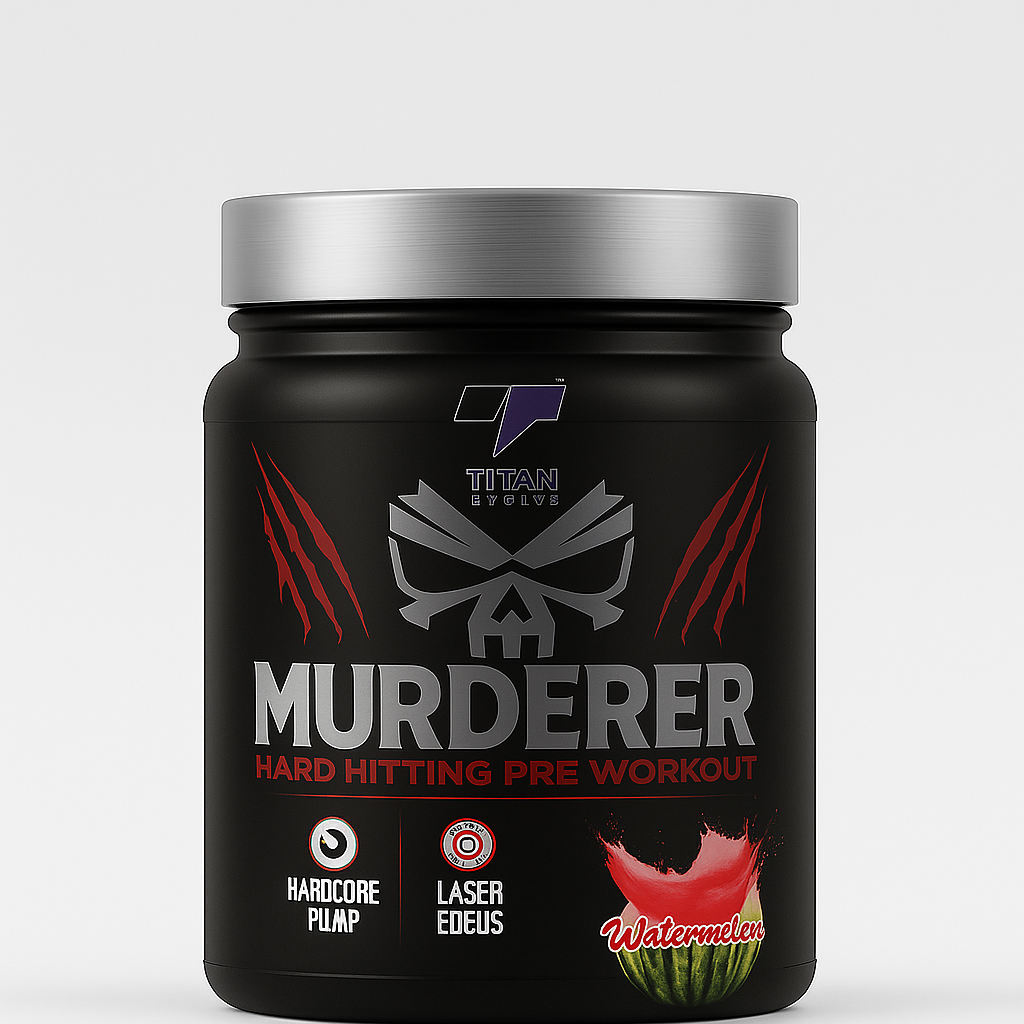 TITAN
EYGLVS
MURDERER
HARD HITTING PRE WORKOUT
HARDCORE
PUMP
LASER
EDEUS
Watermelen